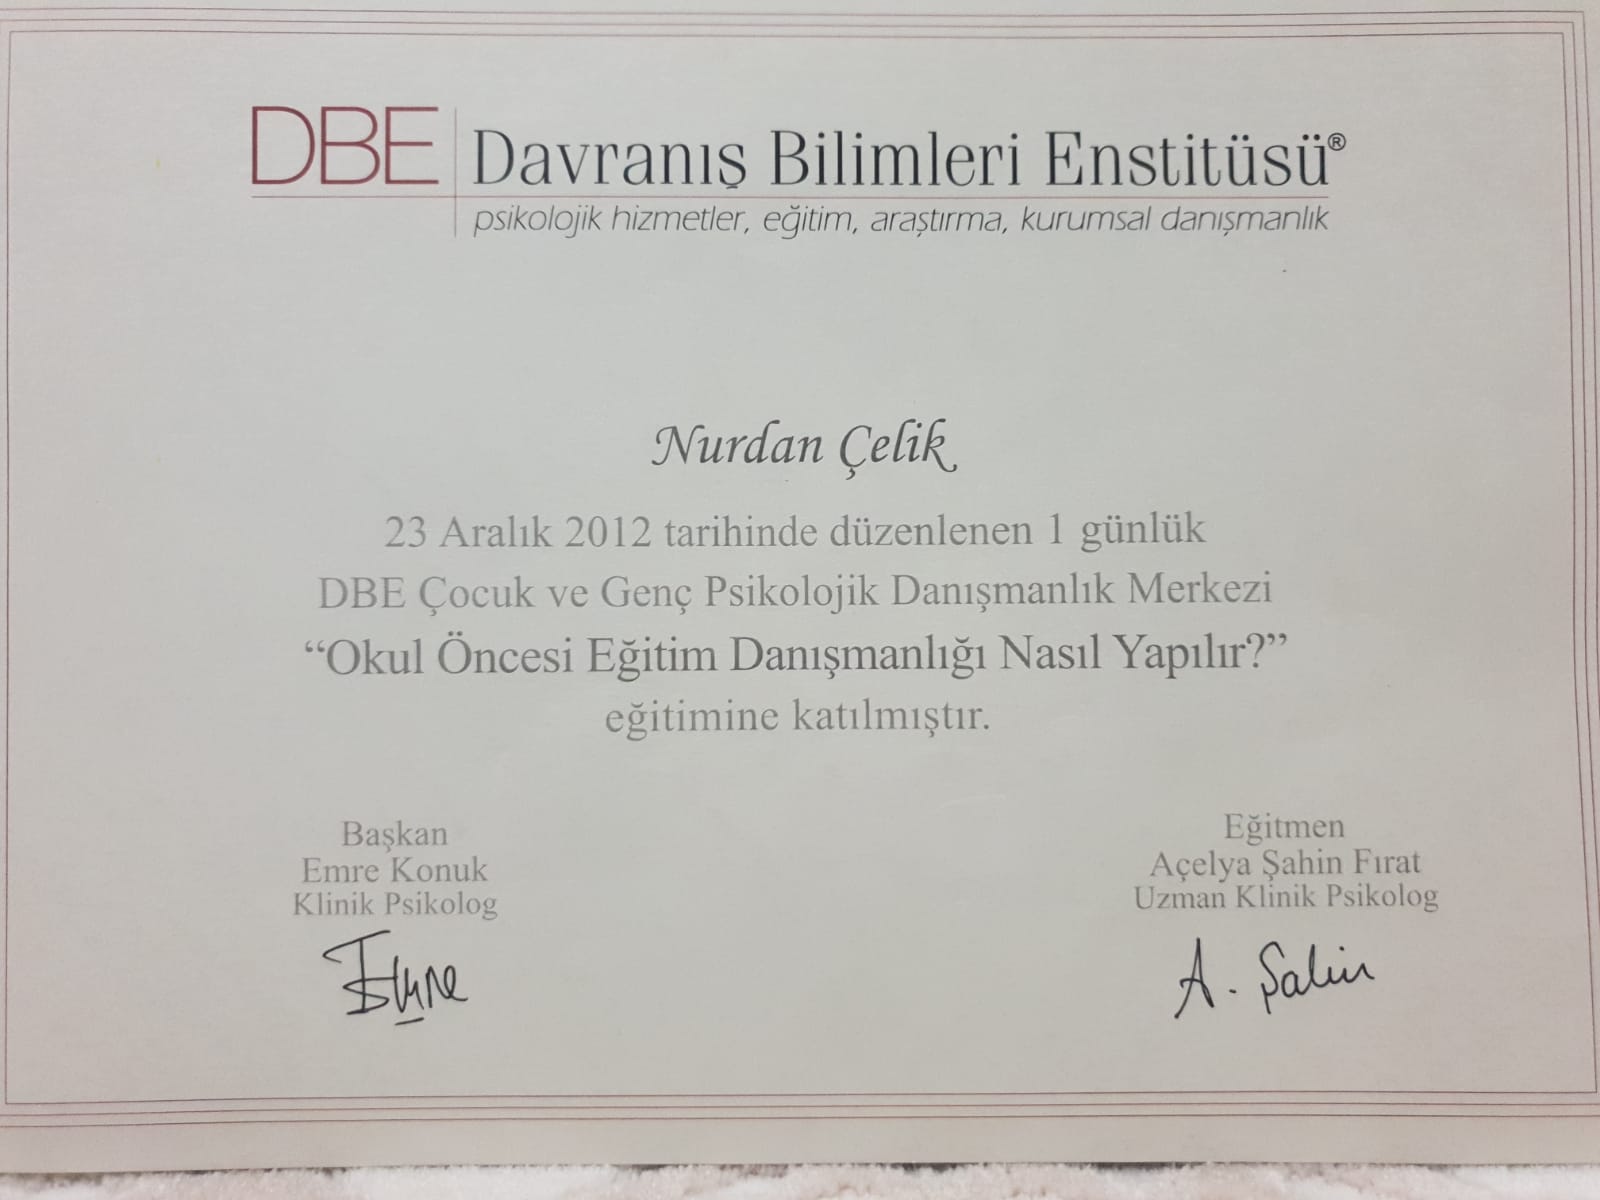 DBE Davranış Bilimleri Enstitüsü®
psikolojik hizmetler, eğitim, araştırma, kurumsal danışmanlık
Nurdan Çelik
23 Aralık 2012 tarihinde düzenlenen 1 günlük
DBE Çocuk ve Genç Psikolojik Danışmanlık Merkezi
“Okul Öncesi Eğitim Danışmanlığı Nasıl Yapılır?”
eğitimine katılmıştır.
Başkan
Emre Konuk
Klinik Psikolog
Emre
Eğitmen
Açelya Şahin Fırat
Uzman Klinik Psikolog
A. Şahin